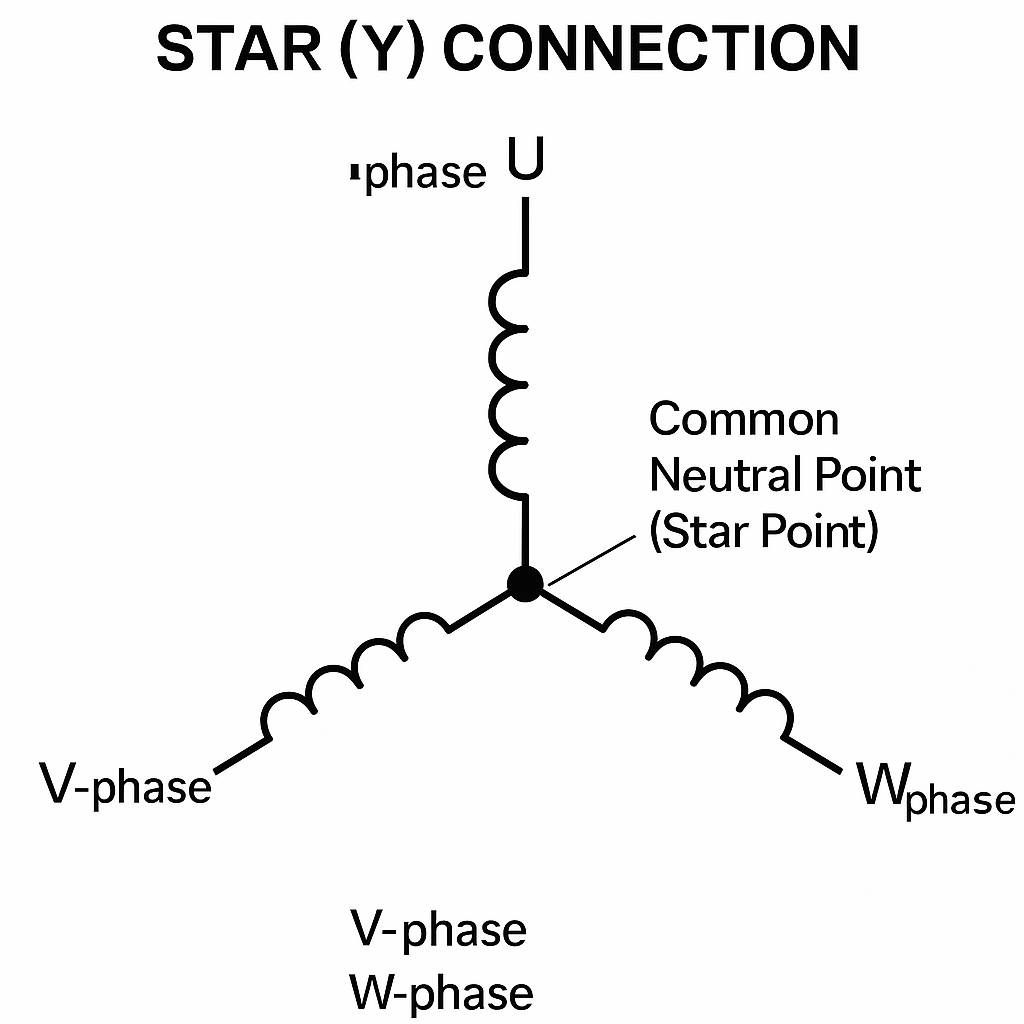 STAR (Y) CONNECTION
phase U
Common
Neutral Point
(Star Point)
V-phase
Wphase
V-phase
W-phase